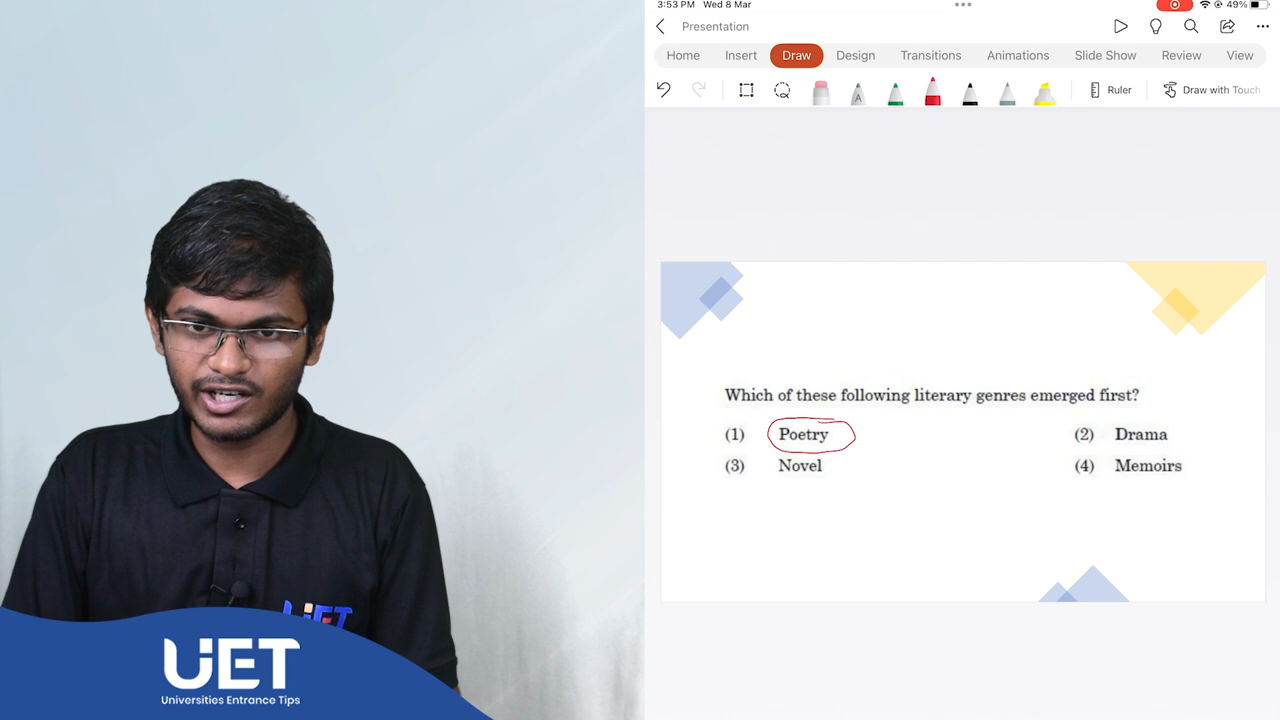 3:53 PM Wed 8 Mar
49%
Presentation
Home Insert Draw Design Transitions Animations Slide Show Review View
A
Ruler
Draw with Touch
Which of these following literary genres emerged first?
(1) Poetry (2) Drama
(3) Novel (4) Memoirs
UET
UET
Universities Entrance Tips